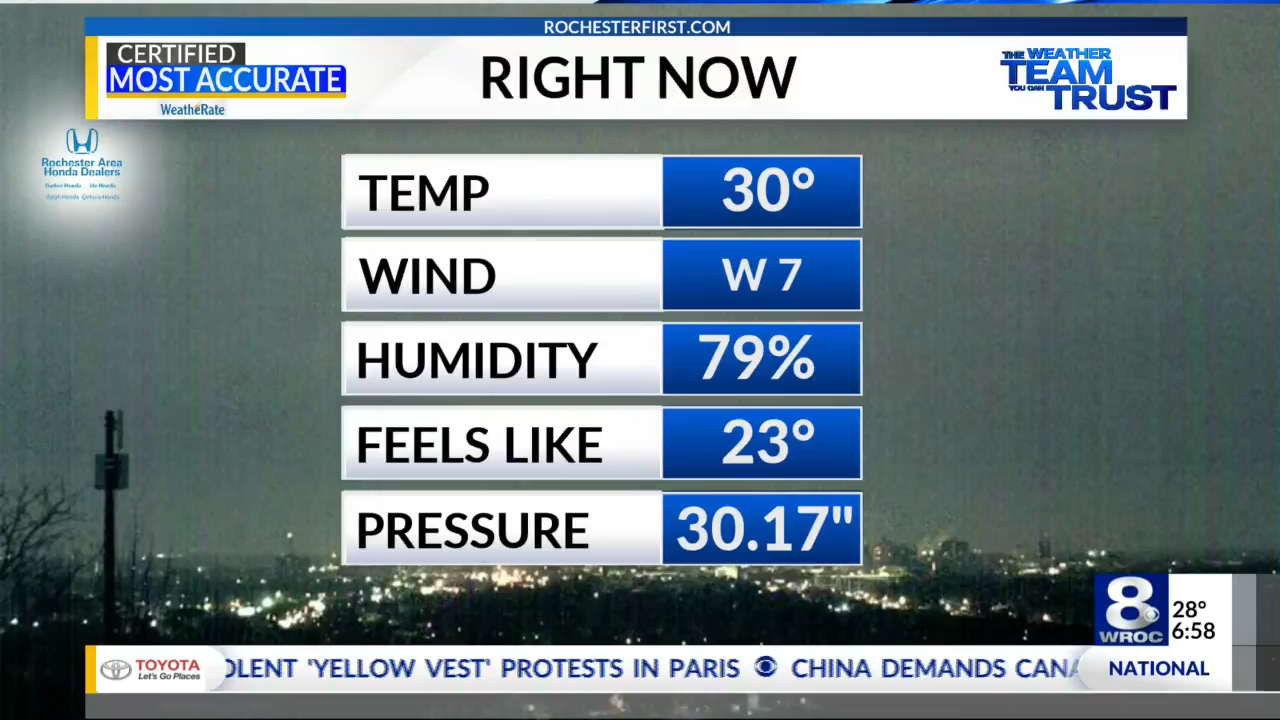 ROCHESTERFIRST.COM
CERTIFIED
MOST ACCURATE
WeatheRate
RIGHT NOW
THE WEATHER
TEAM
YOU CAN
TRUST
Rochester Area
Honda Dealers
TEMP 30°
WIND W 7
HUMIDITY 79%
FEELS LIKE 23°
PRESSURE 30.17"
8
WROC
28°
6:58
TOYOTA
Let's Go Places
OLENT 'YELLOW VEST' PROTESTS IN PARIS CHINA DEMANDS CANA
NATIONAL